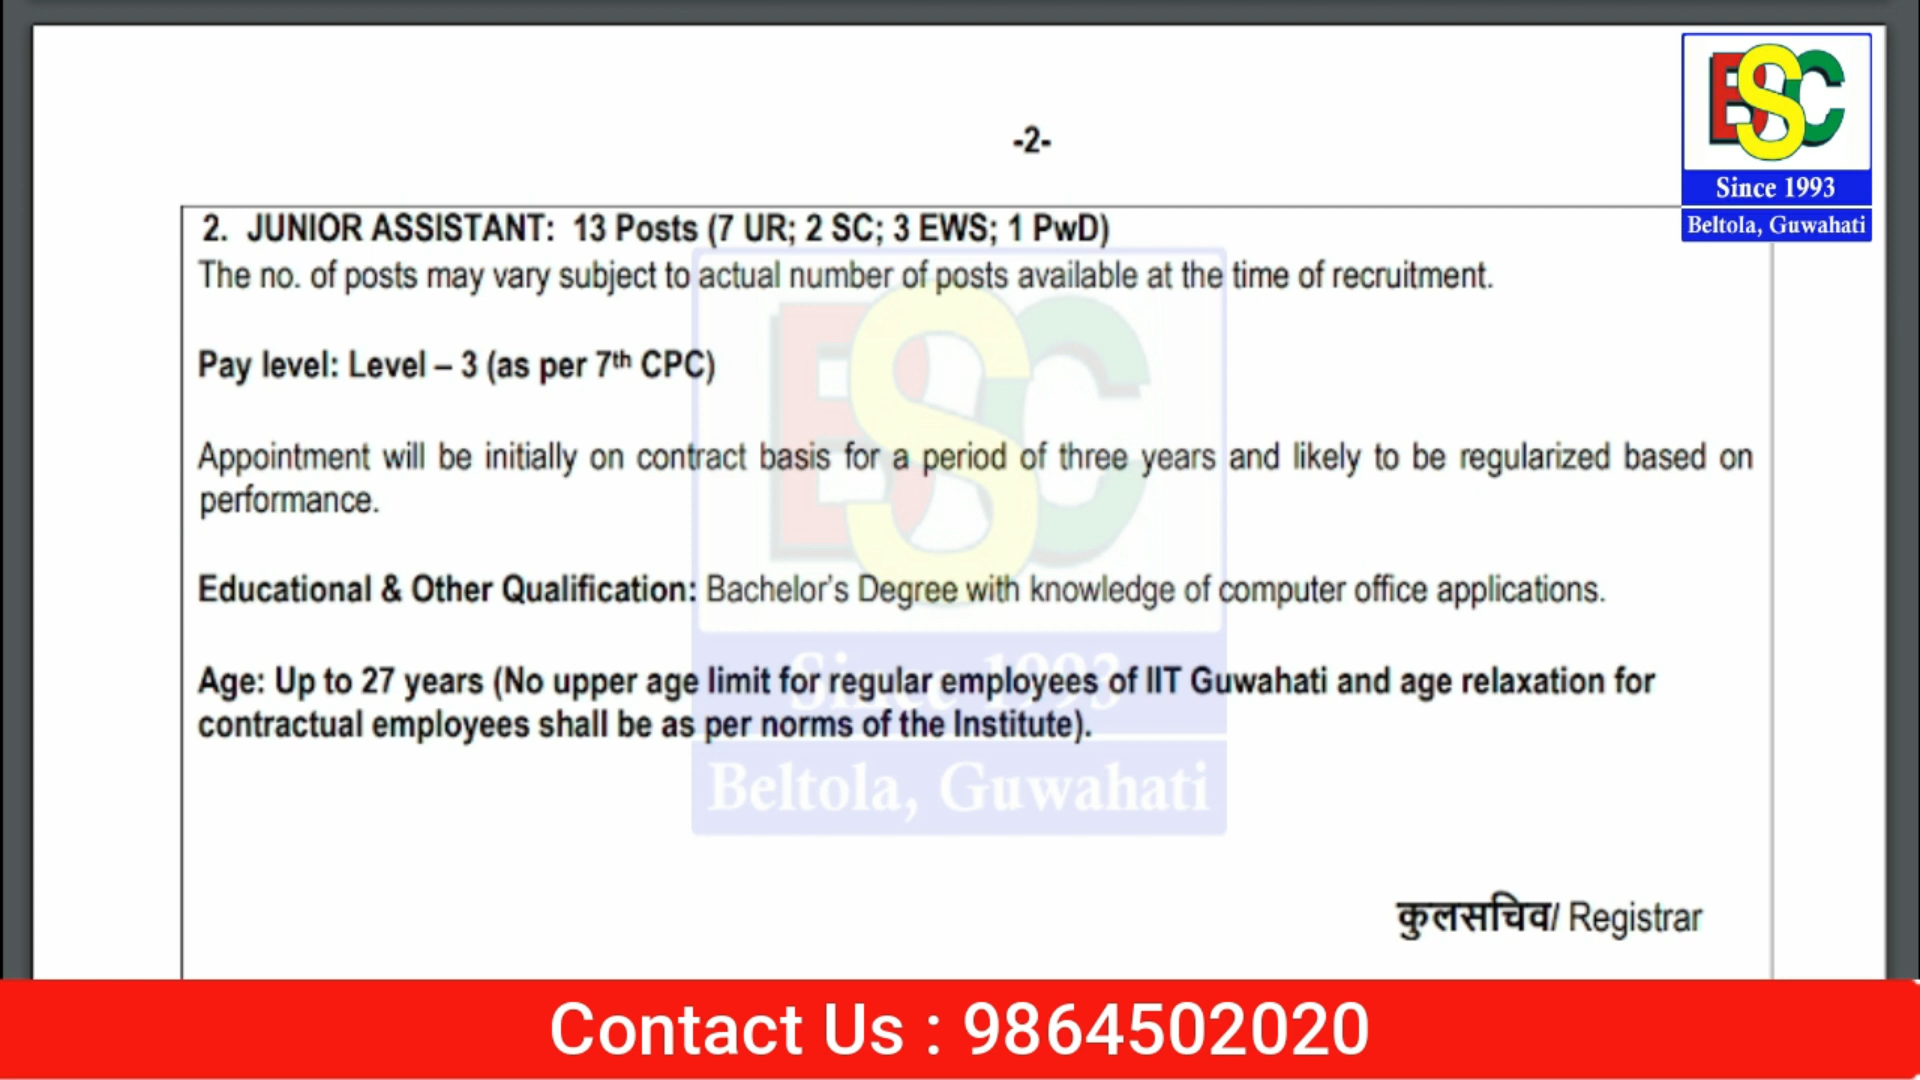 BSC
Since 1993
Beltola, Guwahati
-2-
2. JUNIOR ASSISTANT: 13 Posts (7 UR; 2 SC; 3 EWS; 1 PwD)
The no. of posts may vary subject to actual number of posts available at the time of recruitment.
Pay level: Level – 3 (as per 7th CPC)
Appointment will be initially on contract basis for a period of three years and likely to be regularized based on
performance.
Educational & Other Qualification: Bachelor's Degree with knowledge of computer office applications.
Age: Up to 27 years (No upper age limit for regular employees of IIT Guwahati and age relaxation for
contractual employees shall be as per norms of the Institute).
BSC
Since 1993
Beltola, Guwahati
कुलसचिव/ Registrar
Contact Us : 9864502020